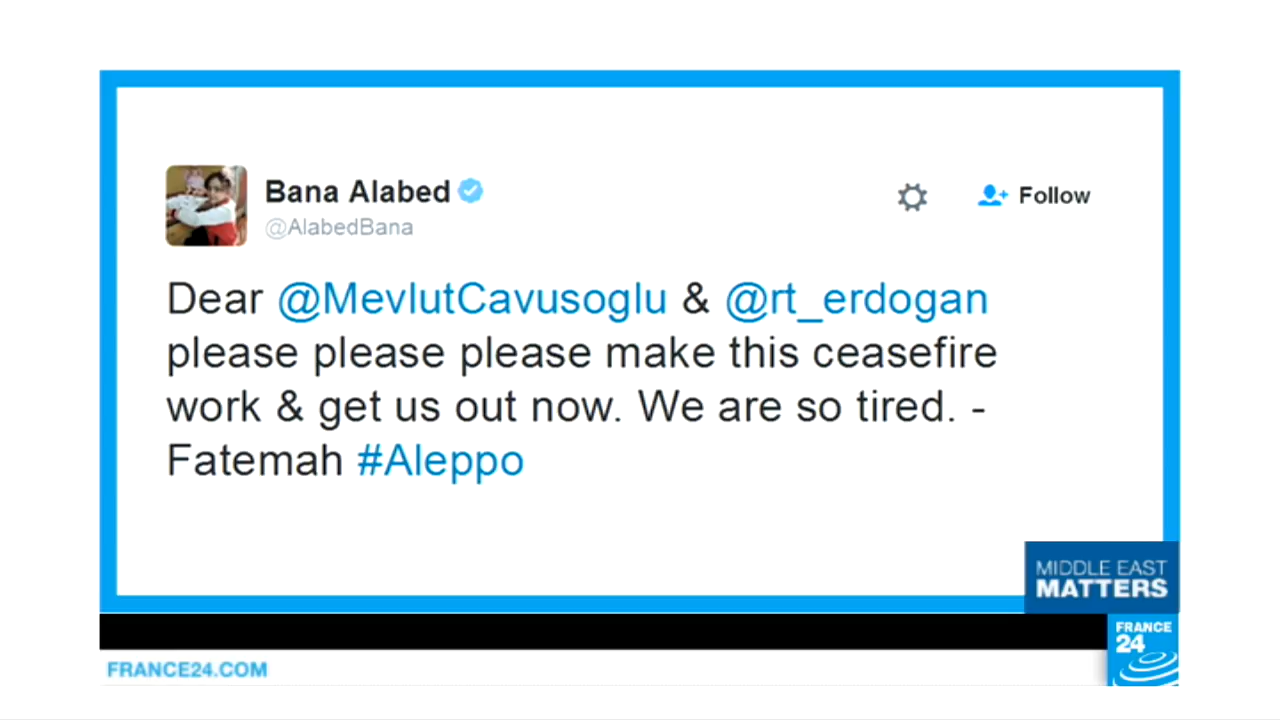 Bana Alabed
@AlabedBana
Follow
Dear @MevlutCavusoglu & @rt_erdogan
please please please make this ceasefire
work & get us out now. We are so tired. -
Fatemah #Aleppo
MIDDLE EAST
MATTERS
FRANCE
24
FRANCE24.COM